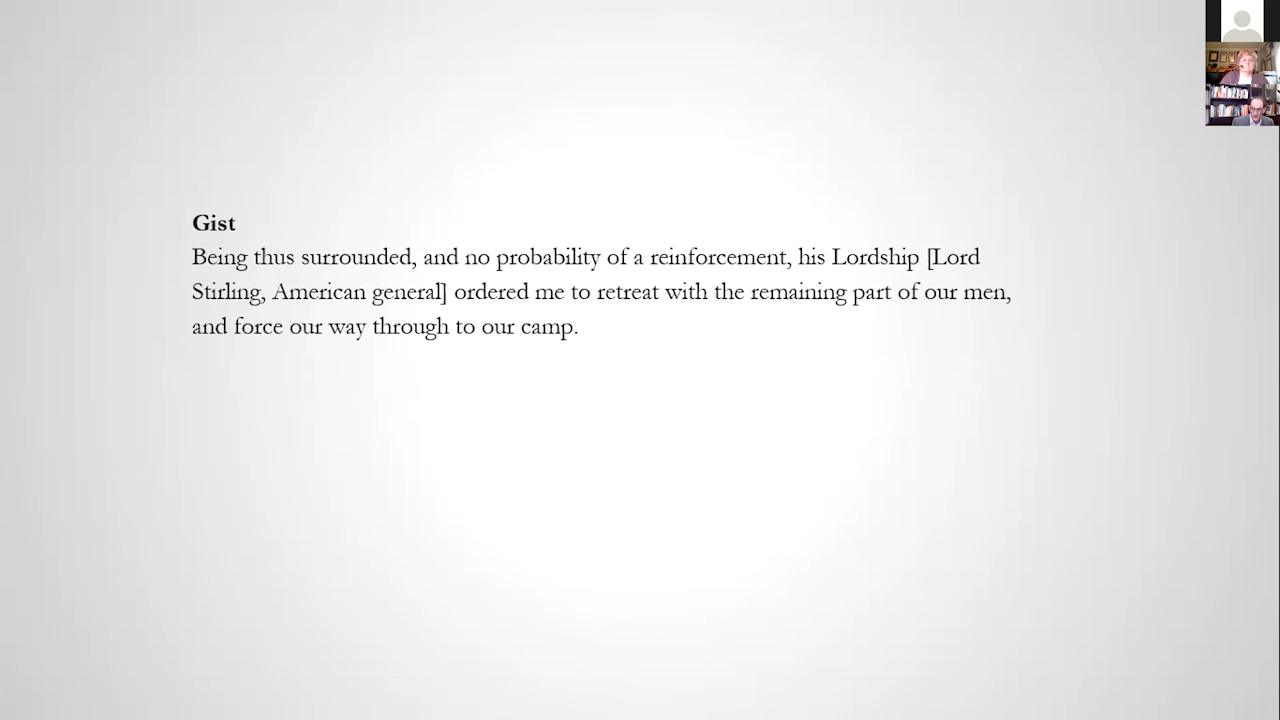 Gist
Being thus surrounded, and no probability of a reinforcement, his Lordship [Lord
Stirling, American general] ordered me to retreat with the remaining part of our men,
and force our way through to our camp.